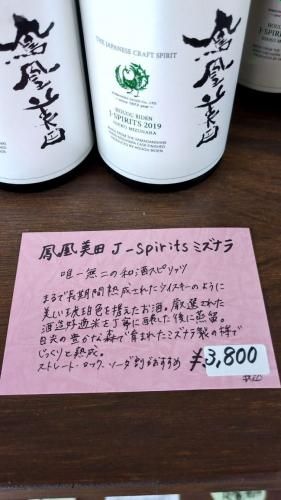 鳳凰美田
鳳凰美田
THE JAPANESE CRAFT SPIRIT
HOUOU BIDEN
J-SPIRITS 2019
鳳凰美田 J-Spirits ミズナラ
唯一無二の和酒スピリッツ
まるで長期間熟成されたウイスキーのように
美しい琥珀色を携えたお酒。厳選された
酒造好適米を丁寧に醸した後に蒸留。
日光の豊かな森で育まれたミズナラ製の樽で
じっくりと熟成。
ストレート・ロック、ソーダ割がおすすめ
¥3,800